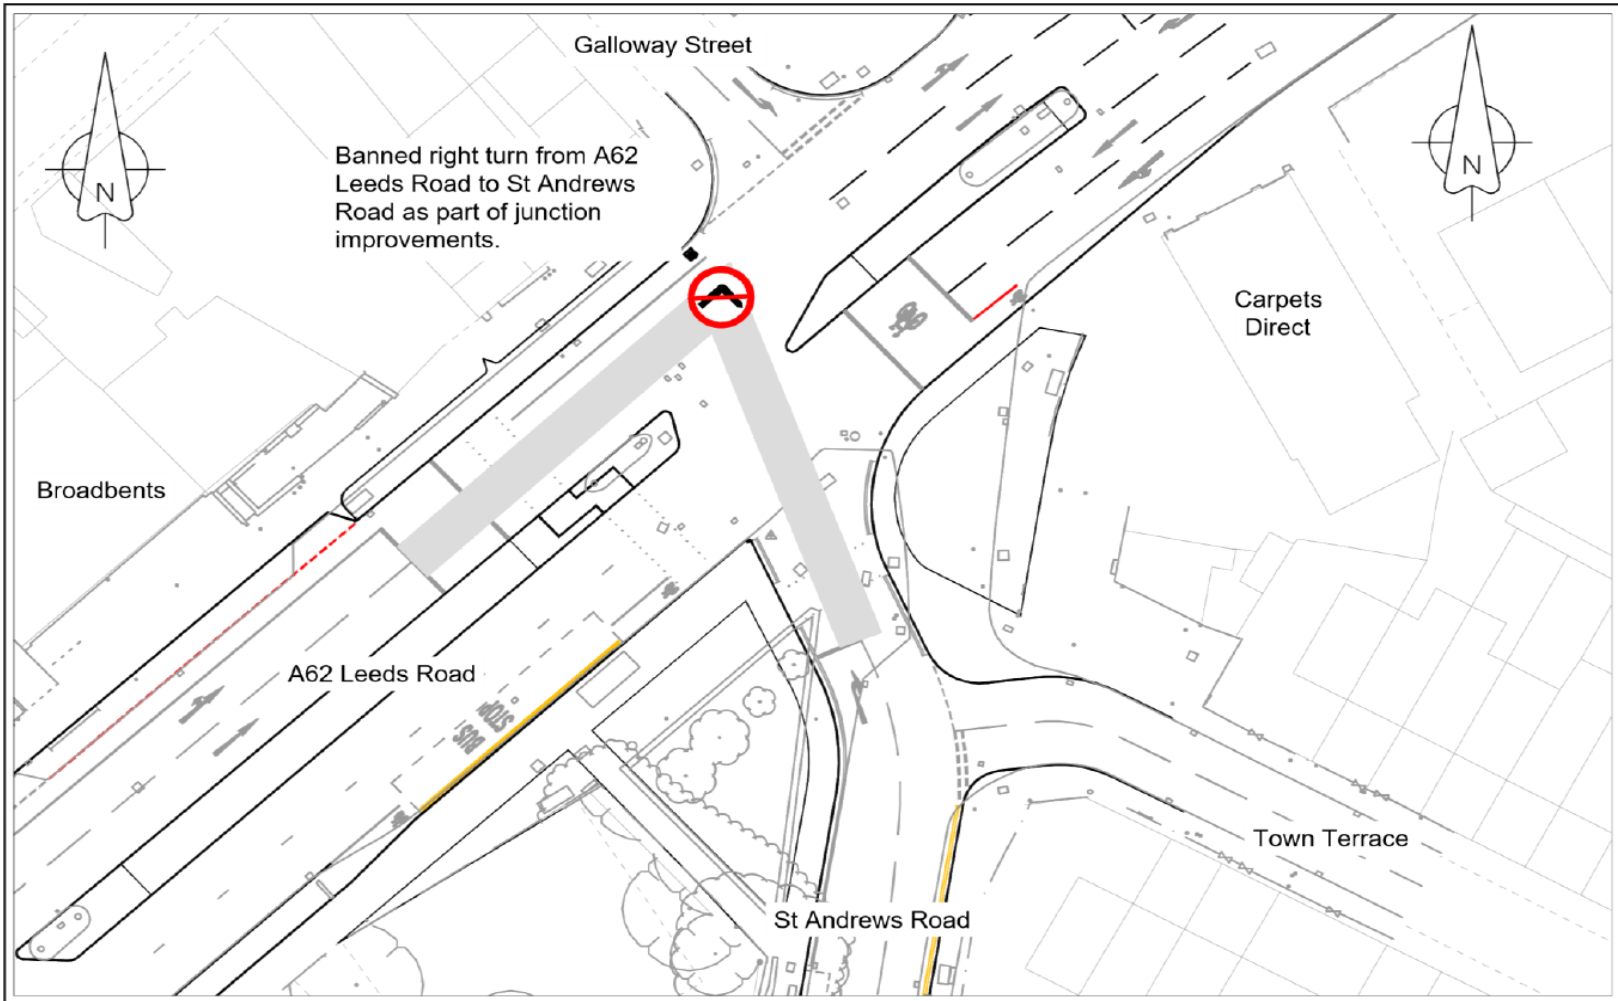 Galloway Street
N
N
Banned right turn from A62
Leeds Road to St Andrews
Road as part of junction
improvements.
Carpets
Direct
Broadbents
A62 Leeds Road
BUS
STOP
Town Terrace
St Andrews Road